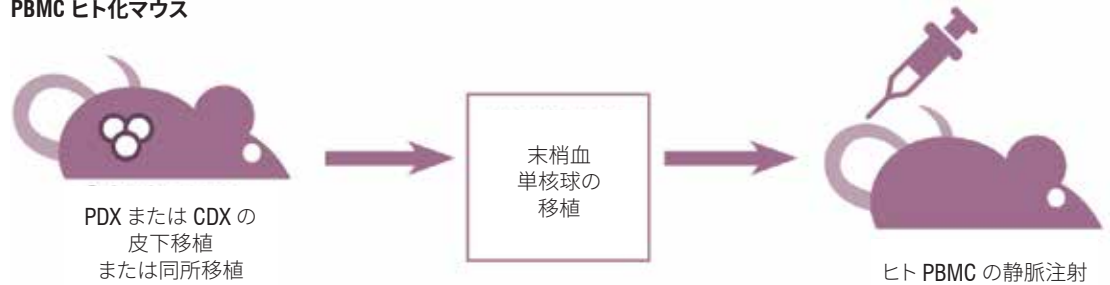 PBMC ヒト化マウス
PDX または CDX の
皮下移植
または同所移植
末梢血
単核球の
移植
ヒト PBMC の静脈注射